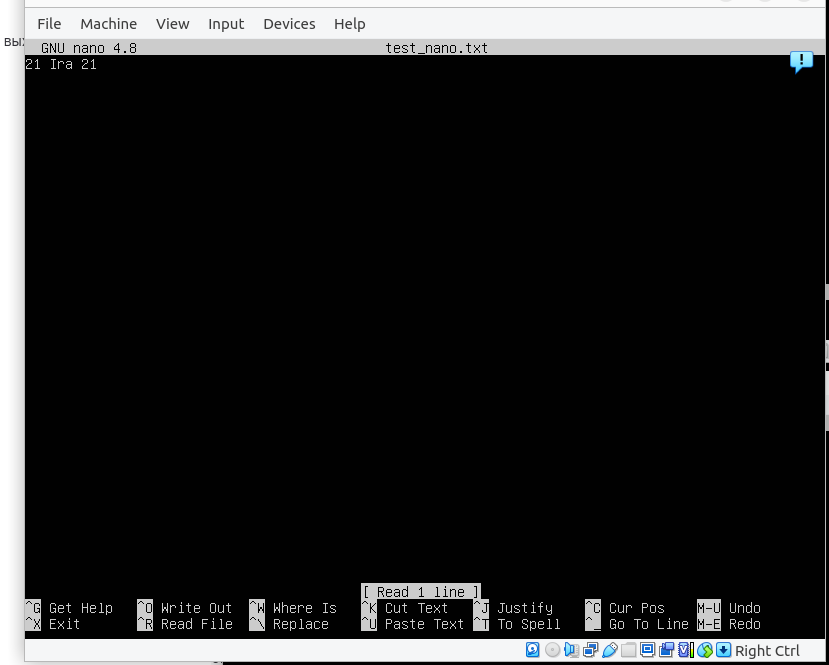 File Machine View Input Devices Help
вых
GNU nano 4.8 test_nano.txt
21 Ira 21
[ Read 1 line ]
^G Get Help ^O Write Out ^W Where Is ^K Cut Text ^J Justify ^C Cur Pos M-U Undo
^X Exit ^R Read File ^\ Replace ^U Paste Text ^T To Spell ^_ Go To Line M-E Redo
Right Ctrl